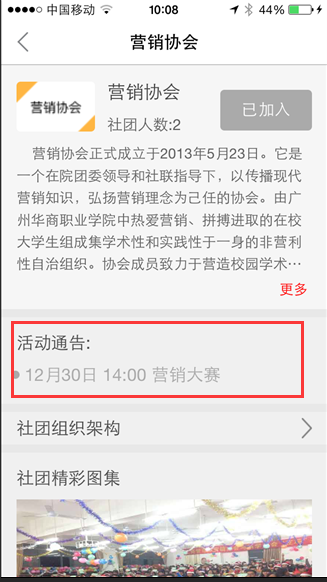 中国移动 10:08 44%
营销协会
营销协会
营销协会
社团人数:2
已加入
营销协会正式成立于2013年5月23日。它是
一个在院团委领导和社联指导下，以传播现代
营销知识，弘扬营销理念为己任的协会。由广
州华商职业学院中热爱营销、拼搏进取的在校
大学生组成集学术性和实践性于一身的非营利
性自治组织。协会成员致力于营造校园学术…
更多
活动通告:
12月30日 14:00 营销大赛
社团组织架构
社团精彩图集